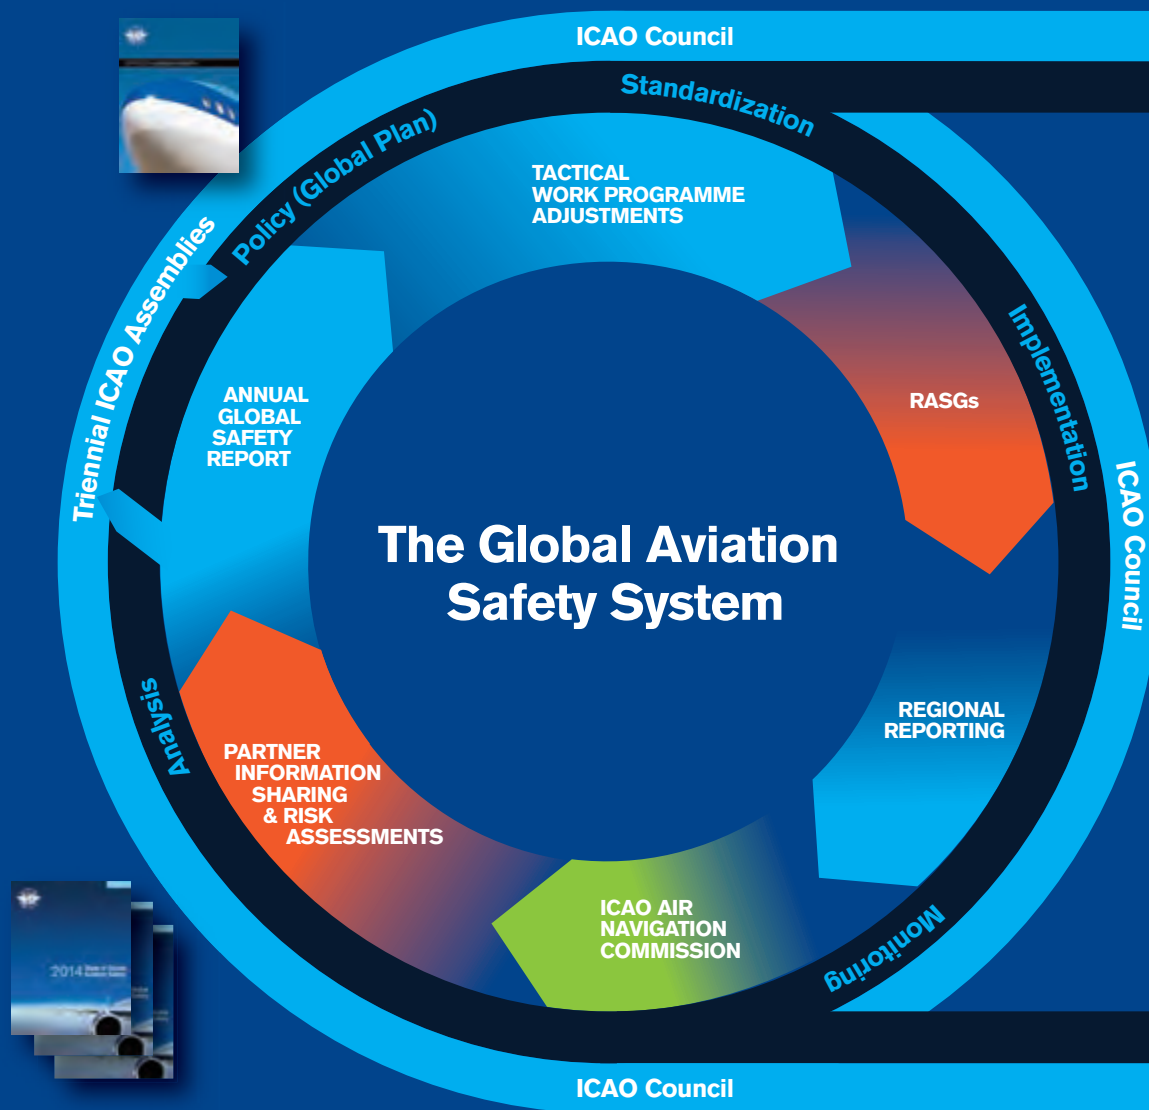 ICAO Council
Standardization
Policy (Global Plan)
TACTICAL
WORK PROGRAMME
ADJUSTMENTS
Triennial ICAO Assemblies
Implementation
ANNUAL
GLOBAL
SAFETY
REPORT
RASGs
ICAO Council
The Global Aviation
Safety System
Analysis
REGIONAL
REPORTING
PARTNER
INFORMATION
SHARING
& RISK
ASSESSMENTS
ICAO AIR
NAVIGATION
COMMISSION
Monitoring
2014
ICAO Council